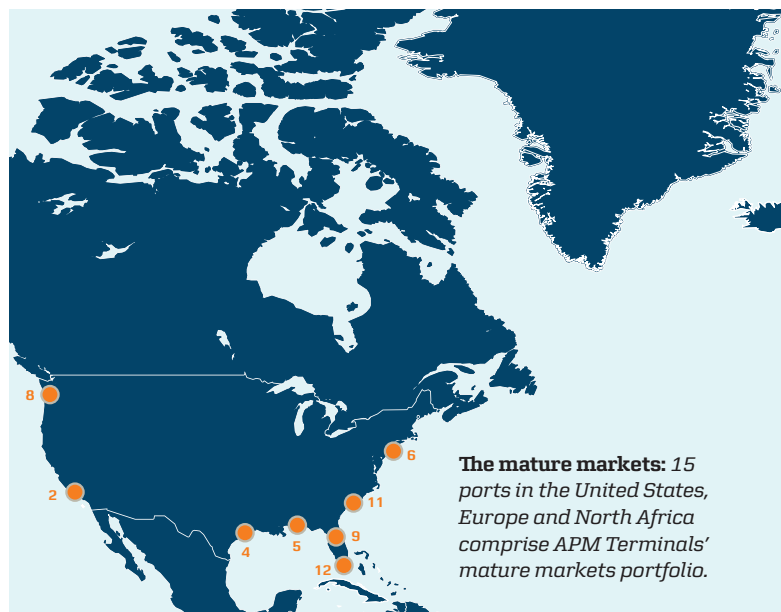 8
6
The mature markets: 15
ports in the United States,
Europe and North Africa
comprise APM Terminals’
mature markets portfolio.
2
11
4
5
9
12